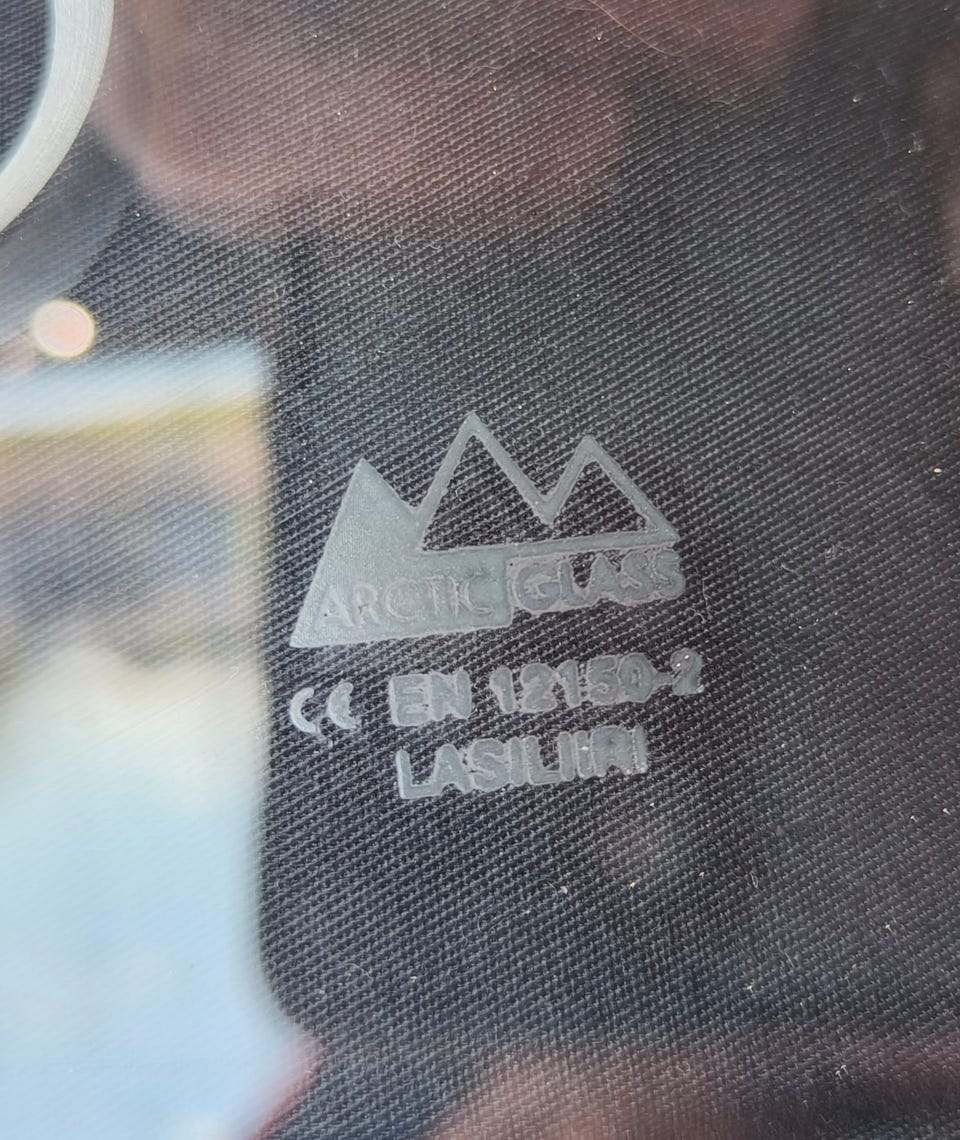 ARCTIC GLASS
CE EN 12150-2
LASILIIRI